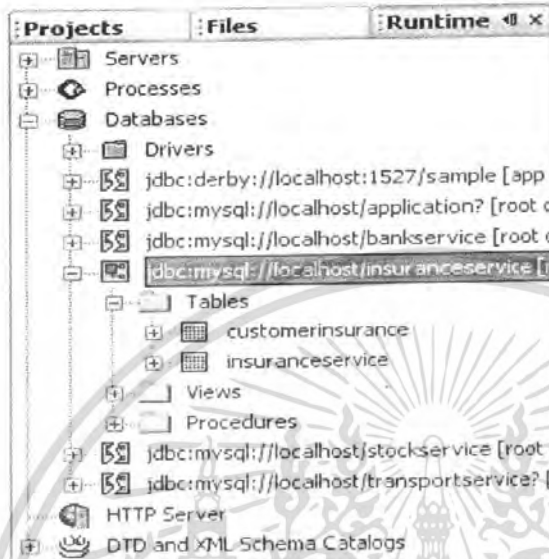 Projects Files Runtime
Servers
Processes
Databases
Drivers
jdbc:derby://localhost:1527/sample [app
jdbc:mysql://localhost/application? [root
jdbc:mysql://localhost/bankservice [root
jdbc:mysql://localhost/insuranceservice [
Tables
customerinsurance
insuranceservice
Views
Procedures
jdbc:mysql://localhost/stockservice [root
jdbc:mysql://localhost/transportservice? [
HTTP Server
DTD and XML Schema Catalogs